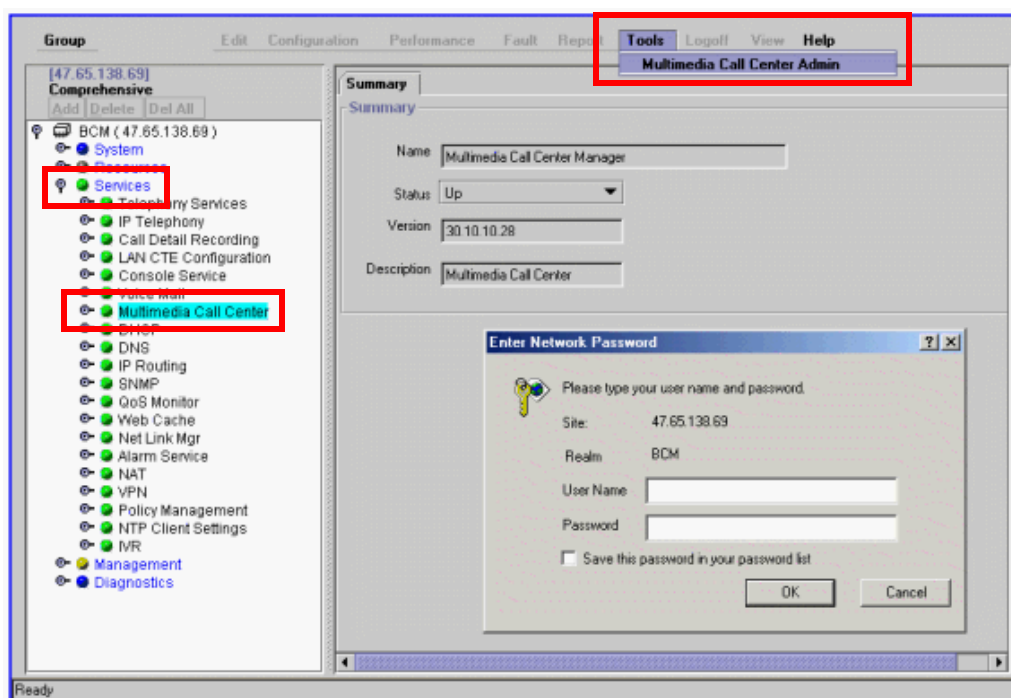 Group Edit Configuration Performance Fault Report Tools Logoff View Help
Multimedia Call Center Admin
[47.65.138.69]
Comprehensive
Add Delete Del All
BCM ( 47.65.138.69 )
System
Resources
Services
Telephony Services
IP Telephony
Call Detail Recording
LAN CTE Configuration
Console Service
Voice Mail
Multimedia Call Center
DHCP
DNS
IP Routing
SNMP
QoS Monitor
Web Cache
Net Link Mgr
Alarm Service
NAT
VPN
Policy Management
NTP Client Settings
IVR
Management
Diagnostics
Summary
Summary
Name Multimedia Call Center Manager
Status Up
Version 30.10.10.28
Description Multimedia Call Center
Enter Network Password ? X
Please type your user name and password.
Site: 47.65.138.69
Realm BCM
User Name
Password
Save this password in your password list
OK Cancel
Ready